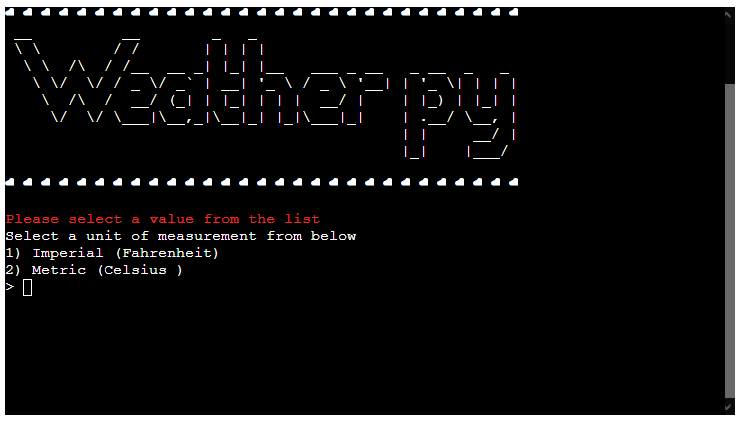 Weather py
Please select a value from the list
Select a unit of measurement from below
1) Imperial (Fahrenheit)
2) Metric (Celsius )
>